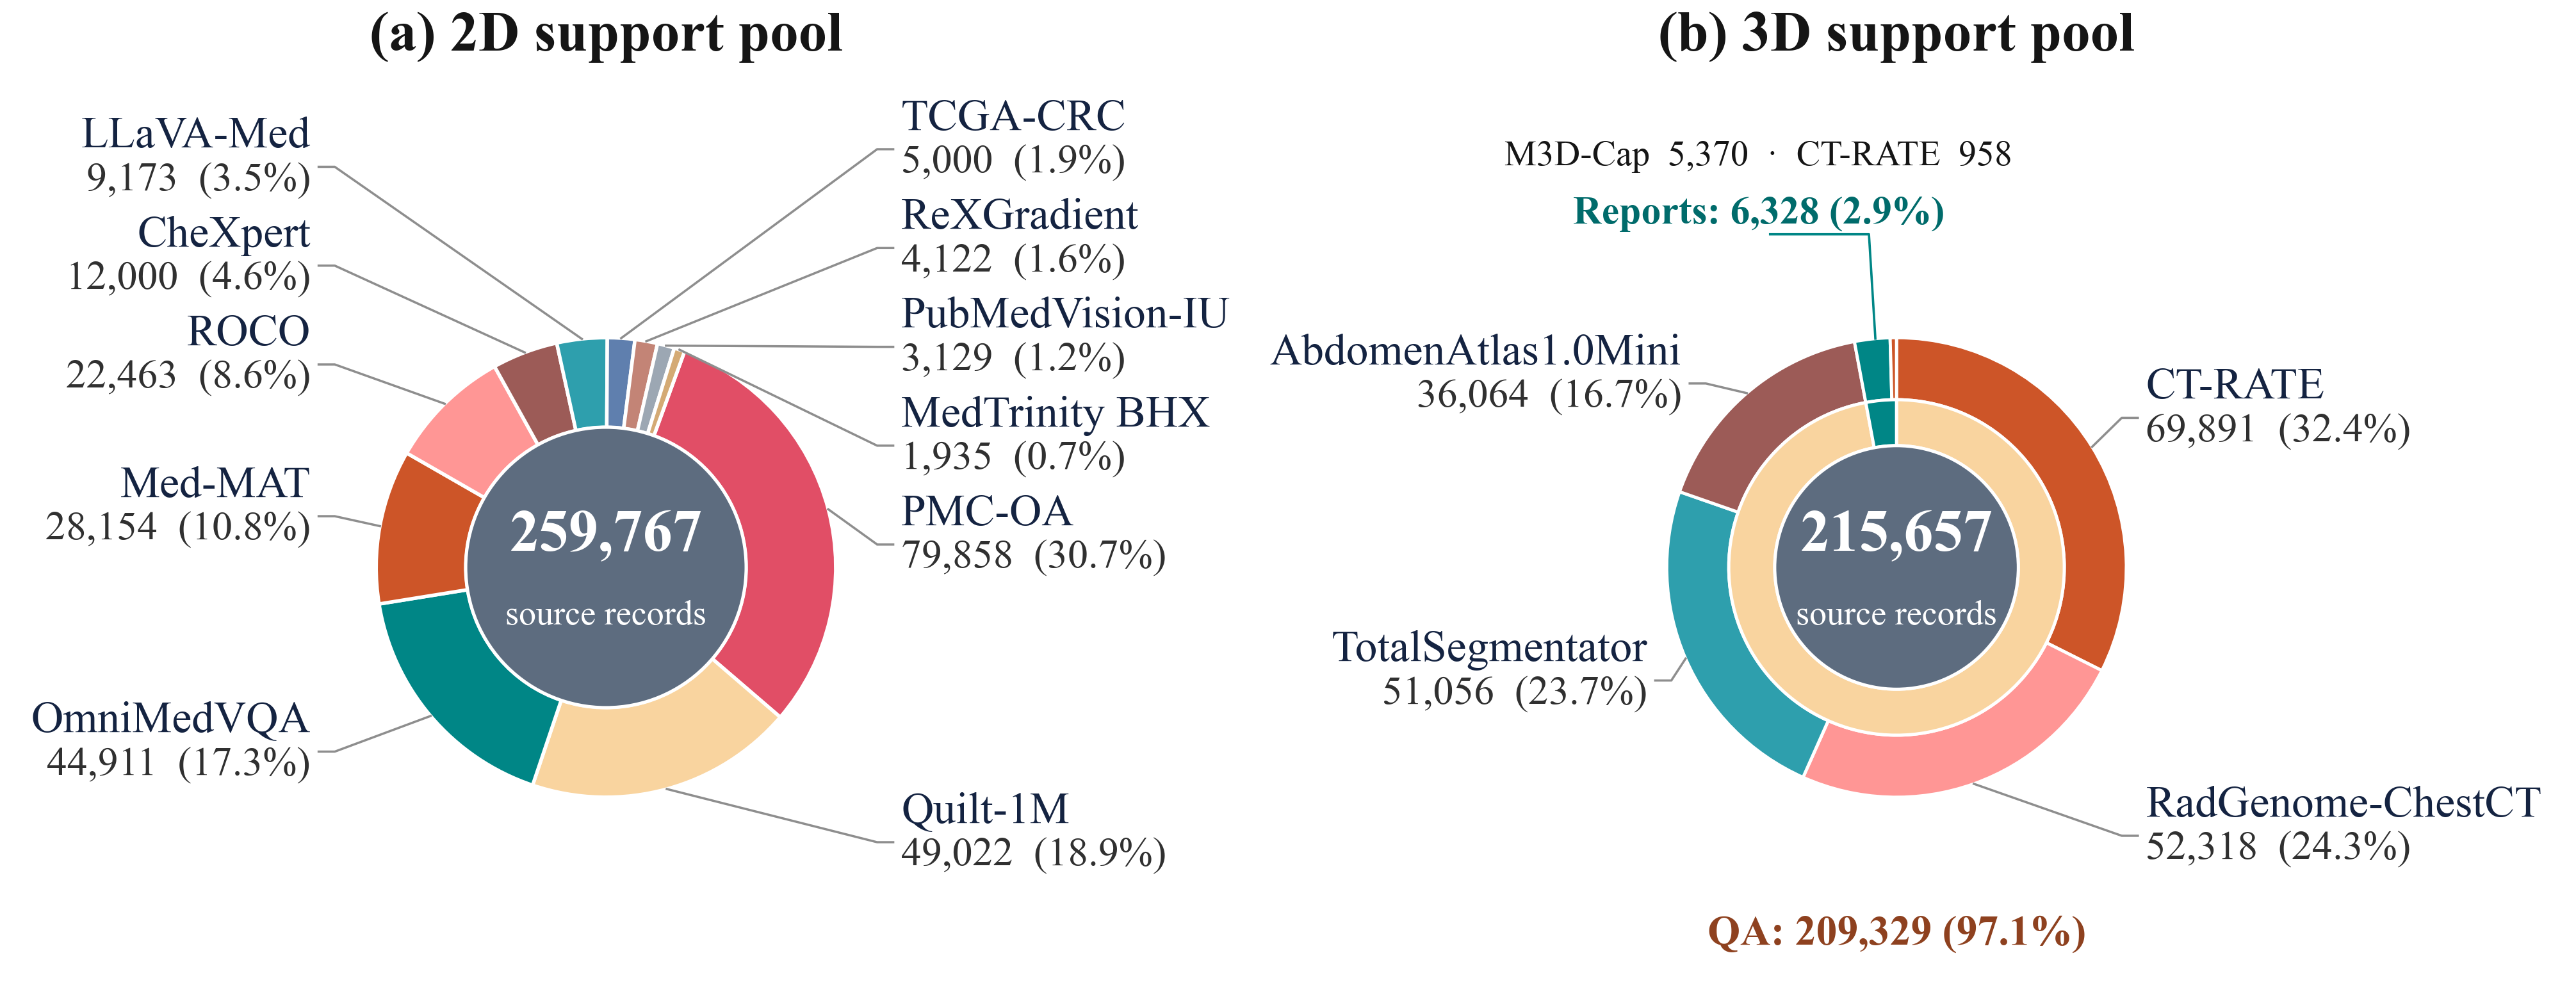 (a) 2D support pool
LLaVA-Med
9,173 (3.5%)
CheXpert
12,000 (4.6%)
ROCO
22,463 (8.6%)
Med-MAT
28,154 (10.8%)
OmniMedVQA
44,911 (17.3%)
TCGA-CRC
5,000 (1.9%)
ReXGradient
4,122 (1.6%)
PubMedVision-IU
3,129 (1.2%)
MedTrinity BHX
1,935 (0.7%)
PMC-OA
79,858 (30.7%)
Quilt-1M
49,022 (18.9%)
259,767
source records
(b) 3D support pool
M3D-Cap 5,370 · CT-RATE 958
Reports: 6,328 (2.9%)
AbdomenAtlas1.0Mini
36,064 (16.7%)
TotalSegmentator
51,056 (23.7%)
CT-RATE
69,891 (32.4%)
RadGenome-ChestCT
52,318 (24.3%)
215,657
source records
QA: 209,329 (97.1%)